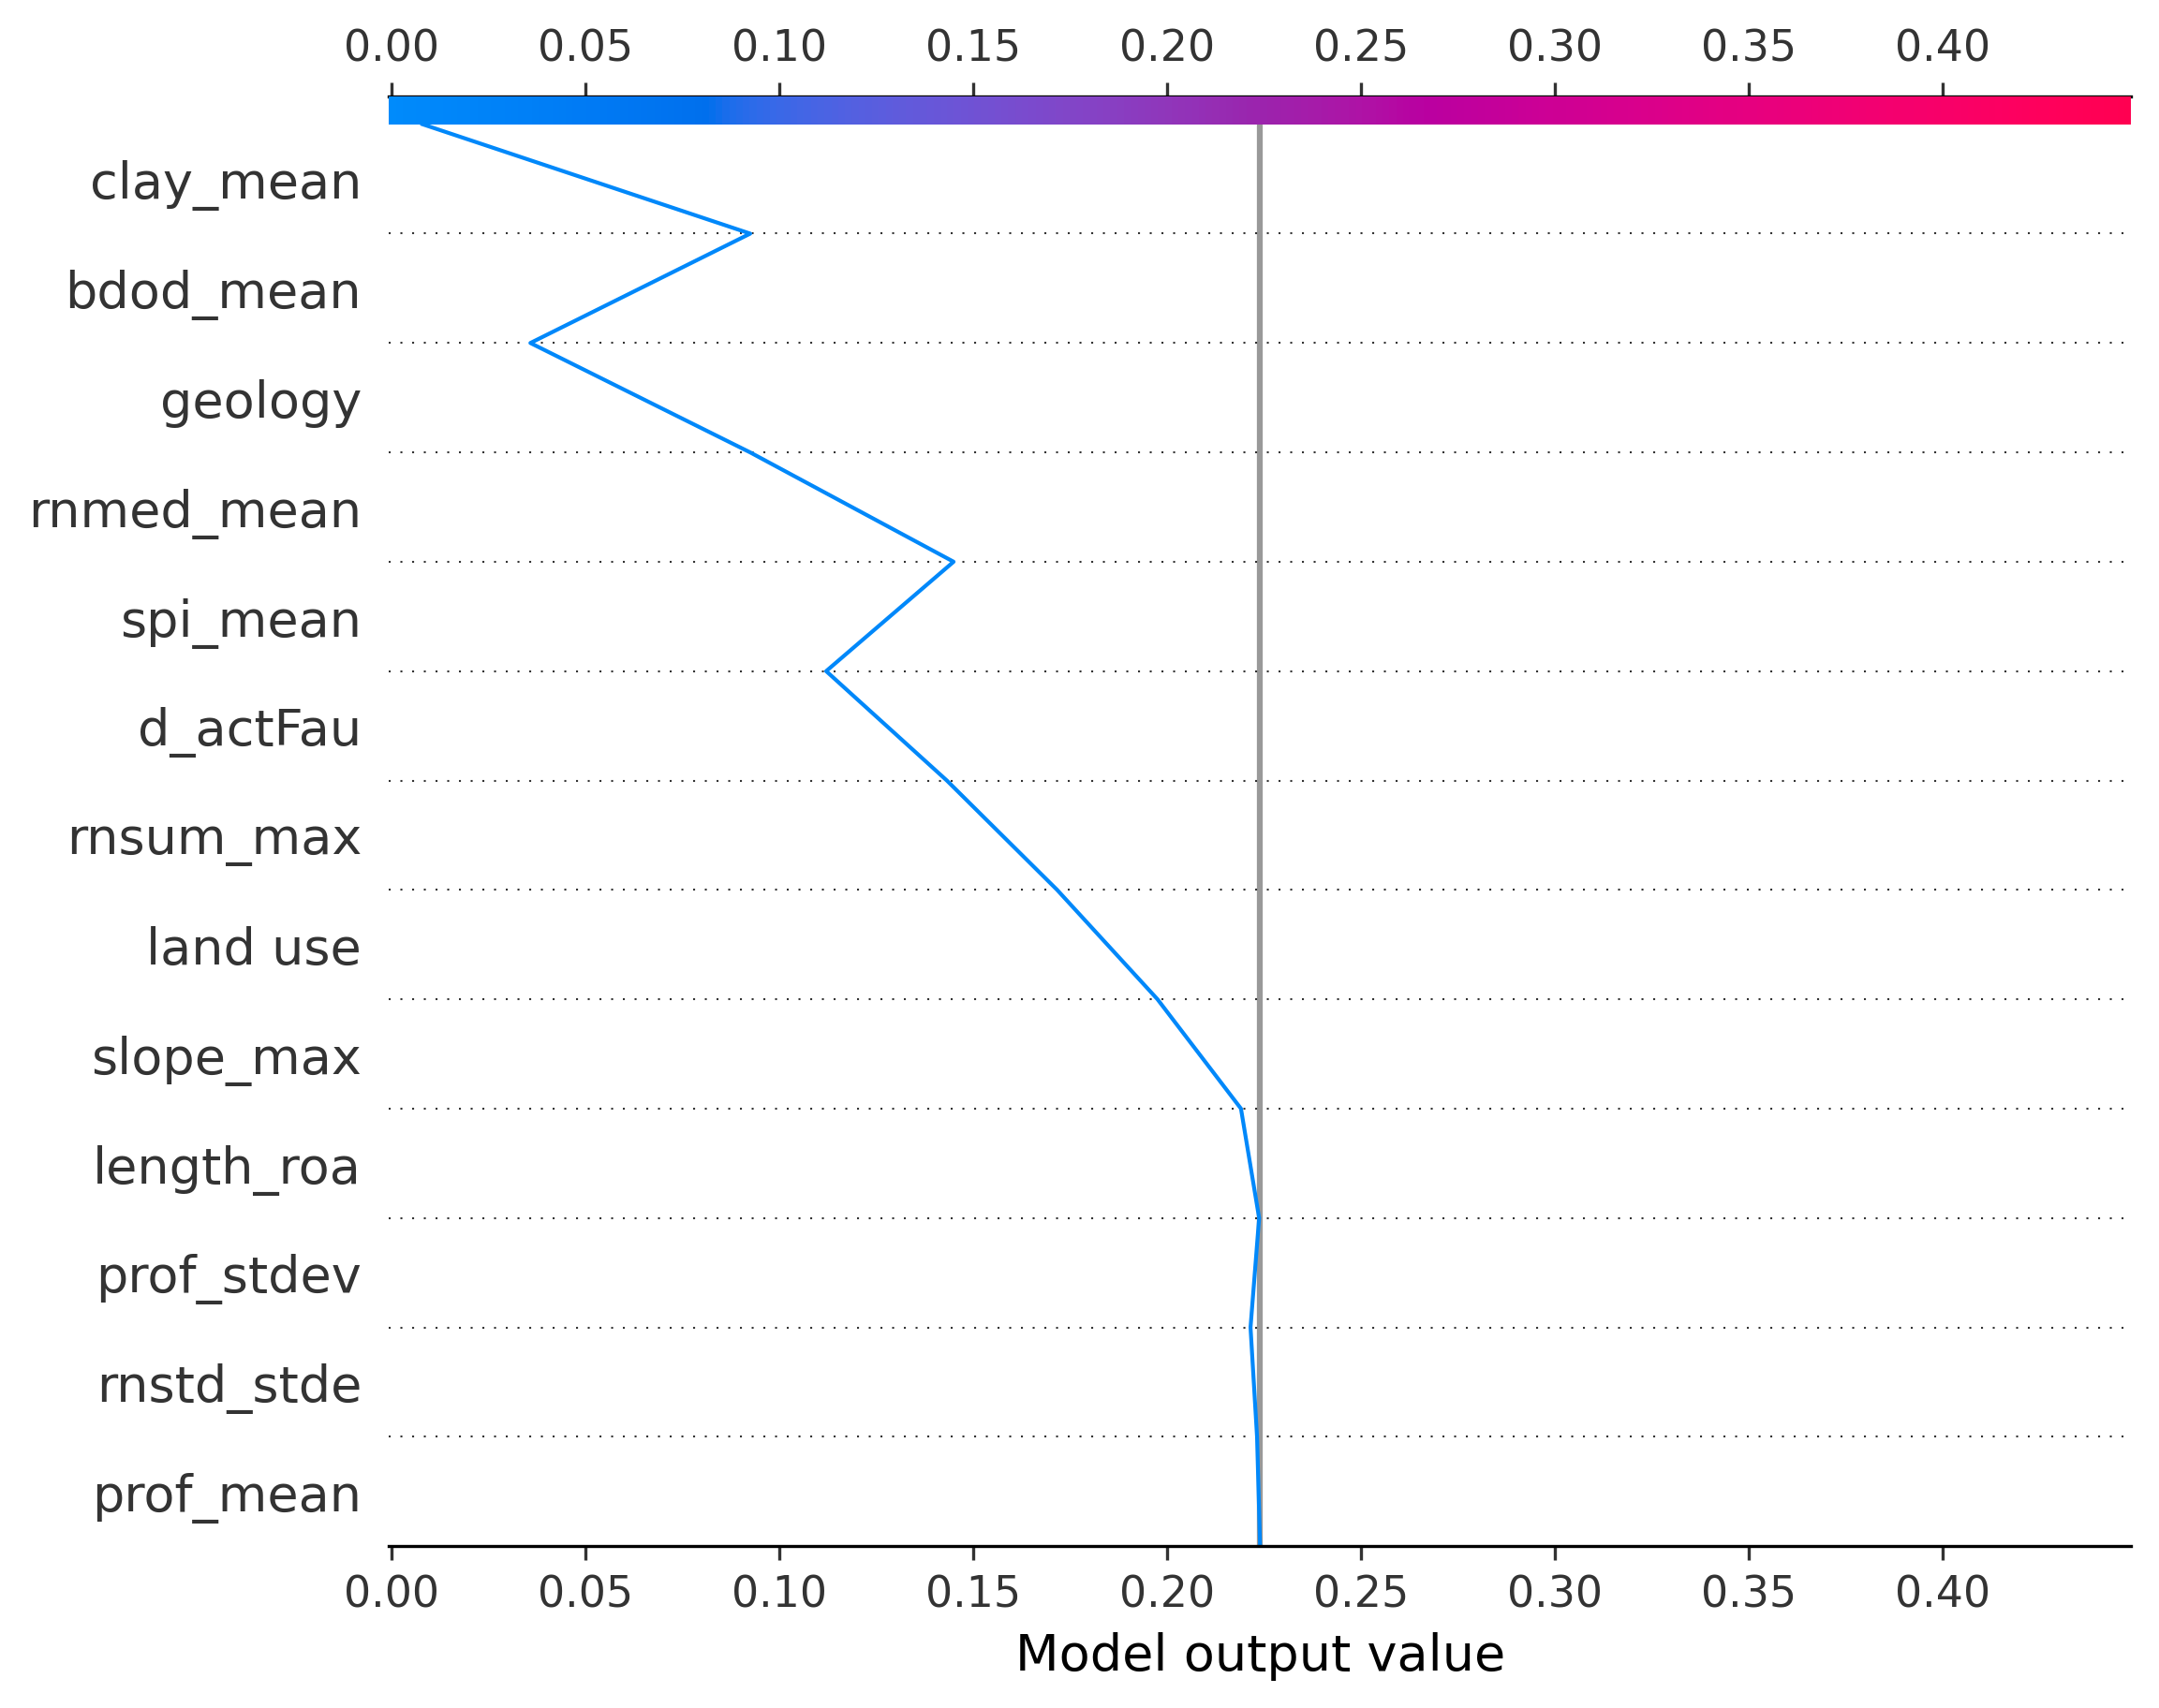 0.00 0.05 0.10 0.15 0.20 0.25 0.30 0.35 0.40
clay_mean
bdod_mean
geology
rnmed_mean
spi_mean
d_actFau
rnsum_max
land use
slope_max
length_roa
prof_stdev
rnstd_stde
prof_mean
0.00 0.05 0.10 0.15 0.20 0.25 0.30 0.35 0.40
Model output value